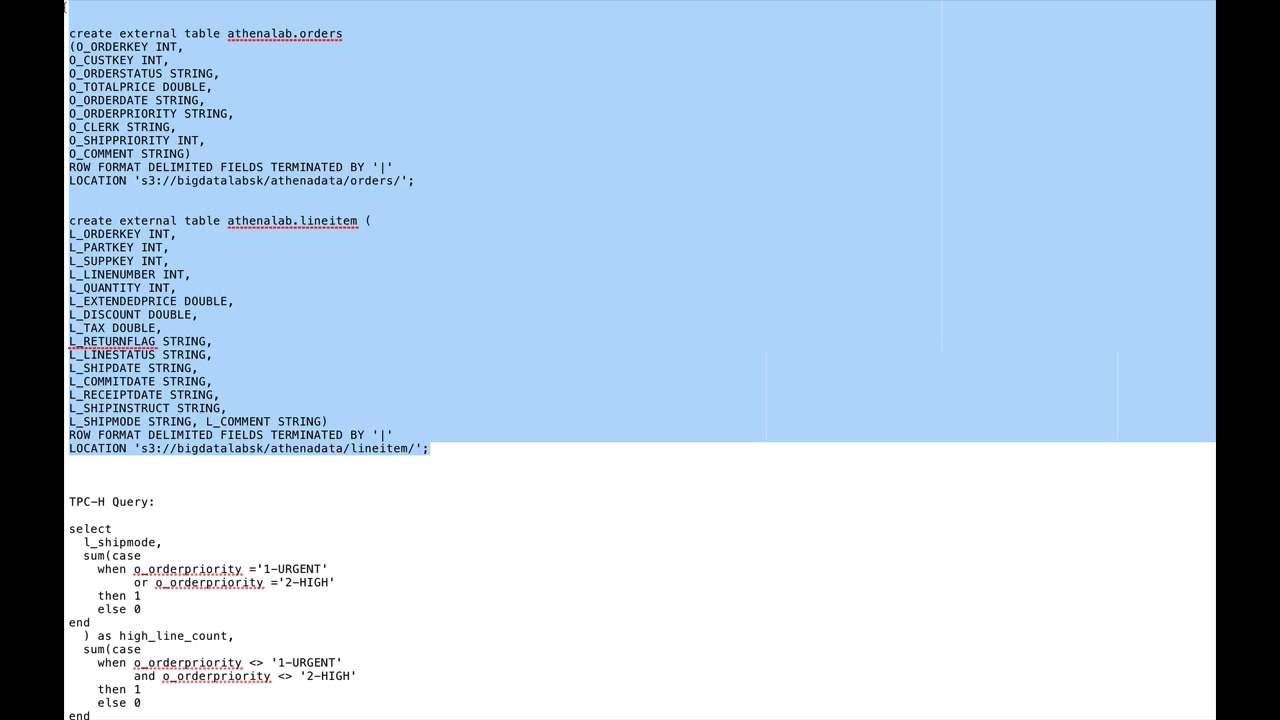 create external table athenalab.orders
(O_ORDERKEY INT,
O_CUSTKEY INT,
O_ORDERSTATUS STRING,
O_TOTALPRICE DOUBLE,
O_ORDERDATE STRING,
O_ORDERPRIORITY STRING,
O_CLERK STRING,
O_SHIPPRIORITY INT,
O_COMMENT STRING)
ROW FORMAT DELIMITED FIELDS TERMINATED BY '|'
LOCATION 's3://bigdatalabsk/athenadata/orders/';
create external table athenalab.lineitem (
L_ORDERKEY INT,
L_PARTKEY INT,
L_SUPPKEY INT,
L_LINENUMBER INT,
L_QUANTITY INT,
L_EXTENDEDPRICE DOUBLE,
L_DISCOUNT DOUBLE,
L_TAX DOUBLE,
L_RETURNFLAG STRING,
L_LINESTATUS STRING,
L_SHIPDATE STRING,
L_COMMITDATE STRING,
L_RECEIPTDATE STRING,
L_SHIPINSTRUCT STRING,
L_SHIPMODE STRING, L_COMMENT STRING)
ROW FORMAT DELIMITED FIELDS TERMINATED BY '|'
LOCATION 's3://bigdatalabsk/athenadata/lineitem/';
TPC-H Query:
select
l_shipmode,
sum(case
when o_orderpriority ='1-URGENT'
or o_orderpriority ='2-HIGH'
then 1
else 0
end
) as high_line_count,
sum(case
when o_orderpriority <> '1-URGENT'
and o_orderpriority <> '2-HIGH'
then 1
else 0
end